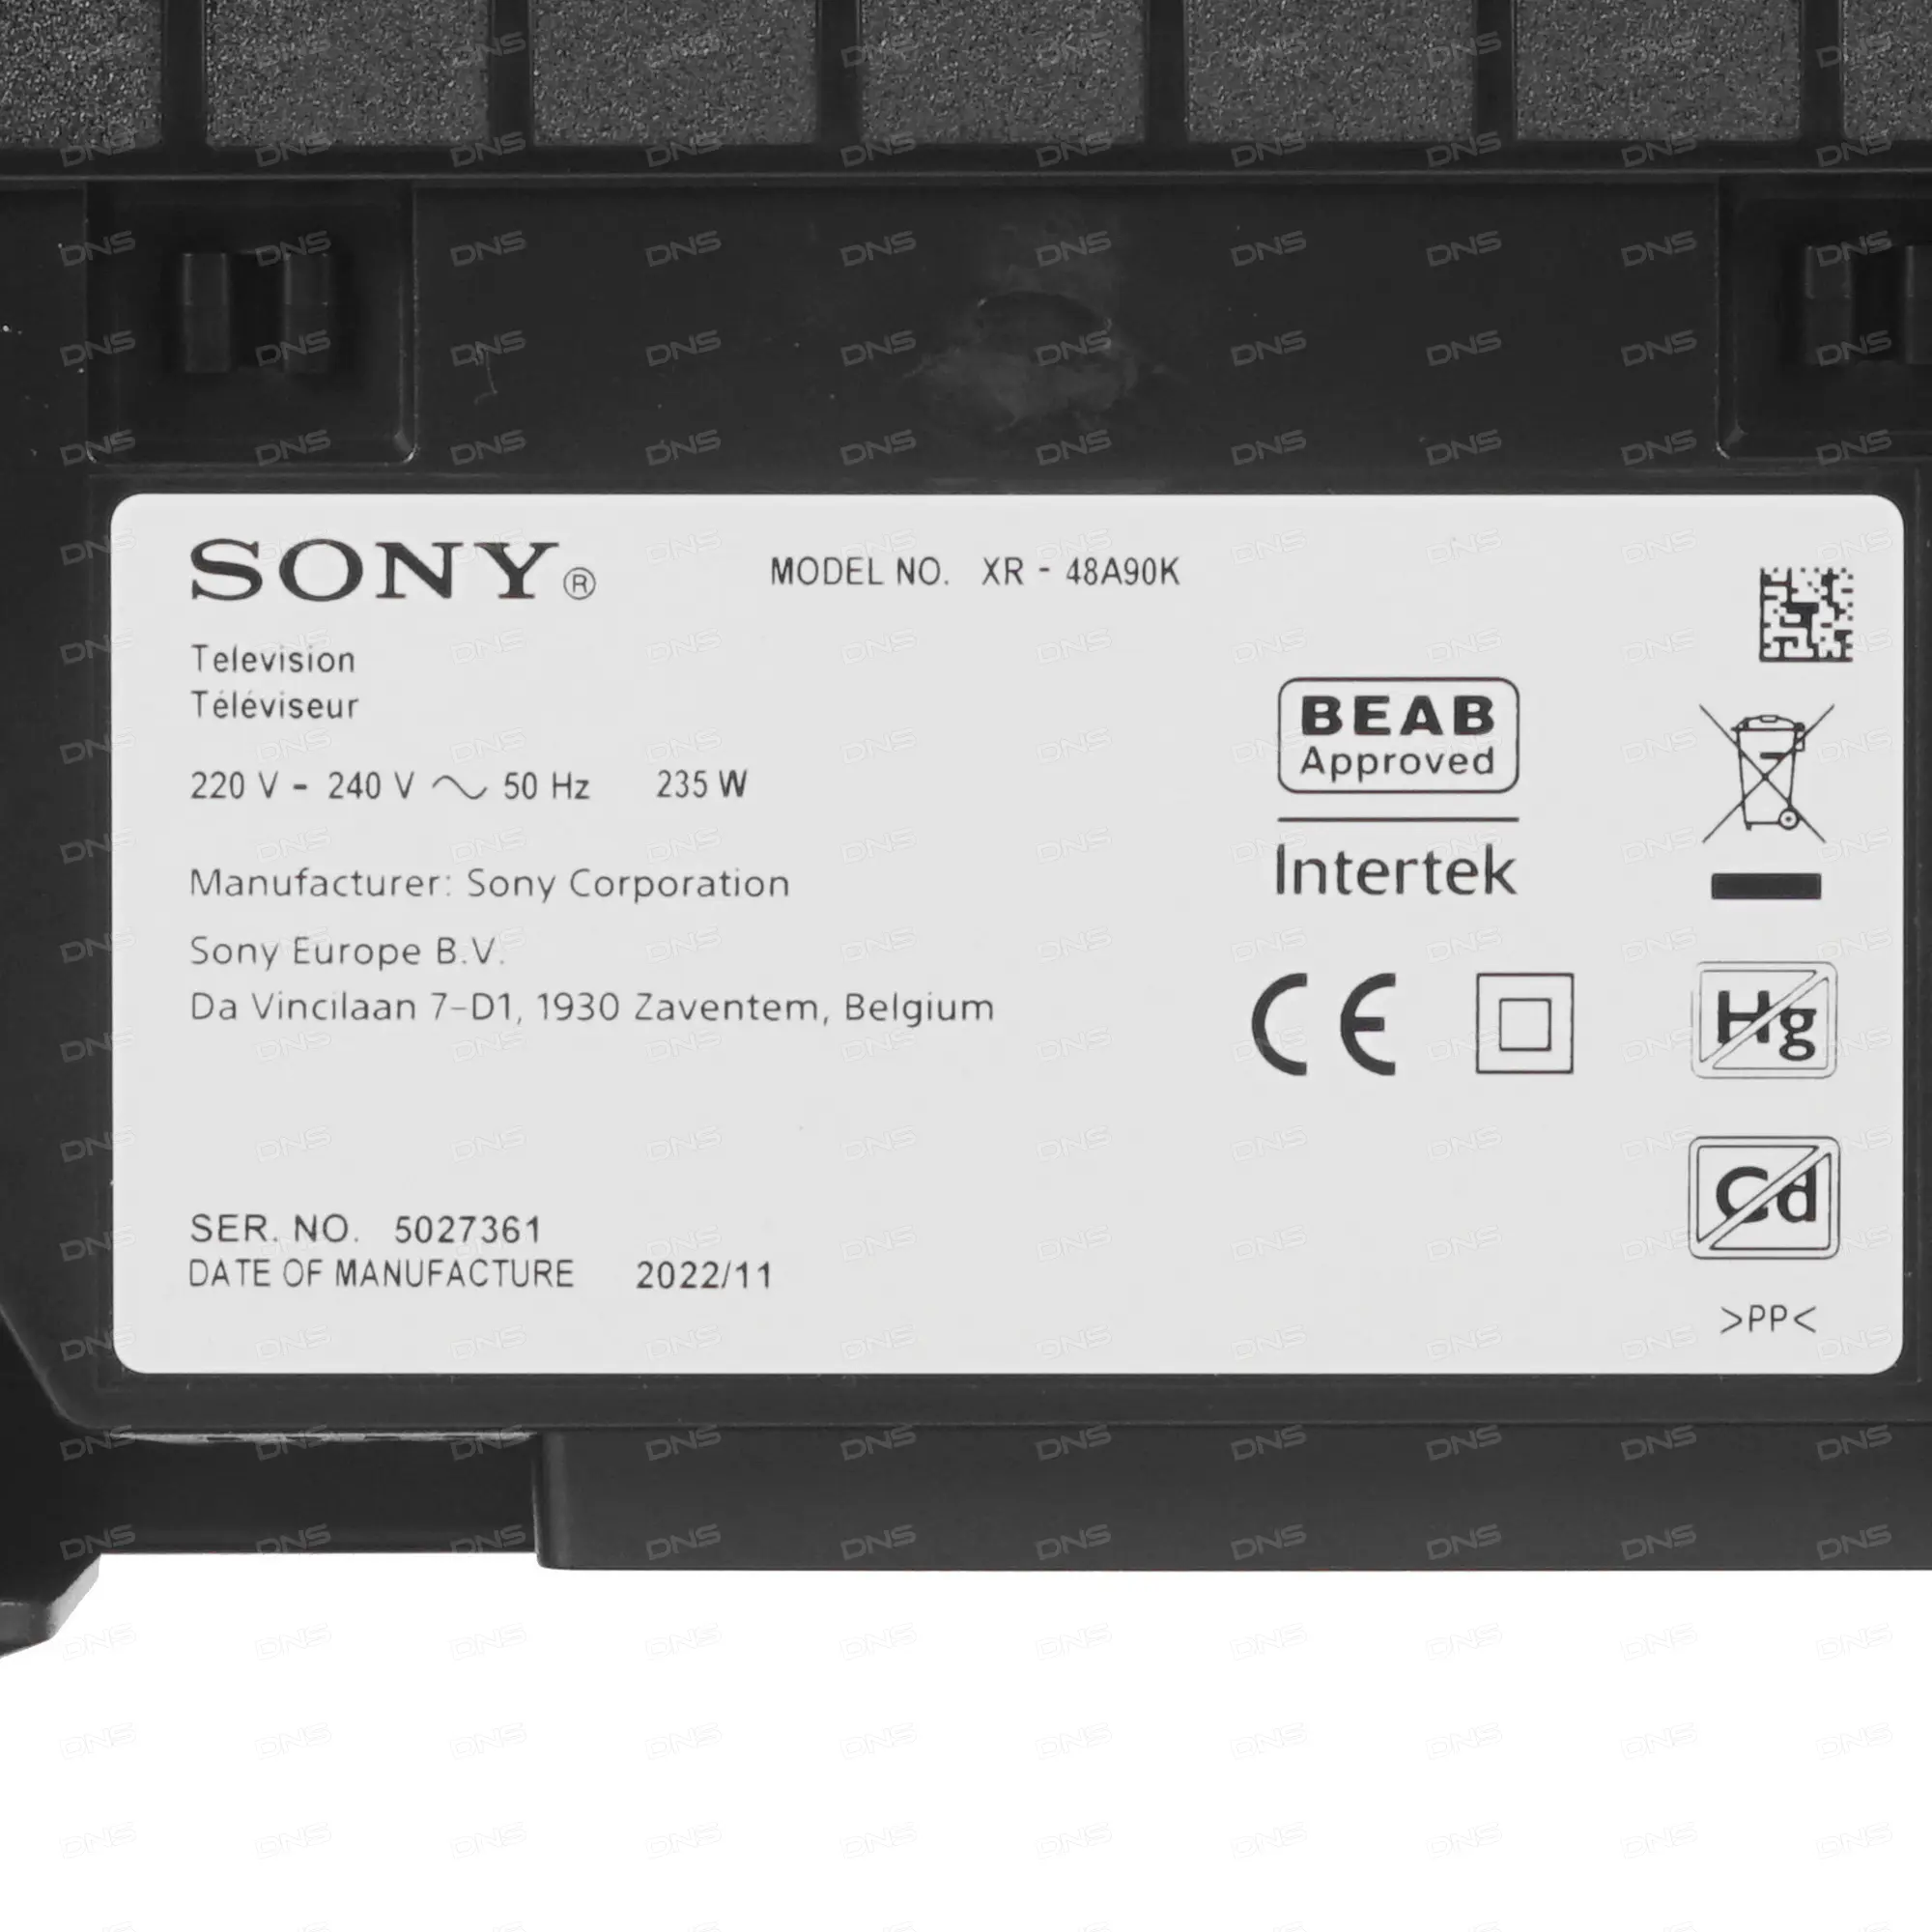 SONY®
MODEL NO. XR - 48A90K
Television
Téléviseur
220 V - 240 V ～ 50 Hz 235 W
BEAB
Approved
Intertek
Manufacturer: Sony Corporation
Sony Europe B.V.
Da Vincilaan 7-D1, 1930 Zaventem, Belgium
CE
Hg
Cd
SER. NO. 5027361
DATE OF MANUFACTURE 2022/11
>PP<
DNS